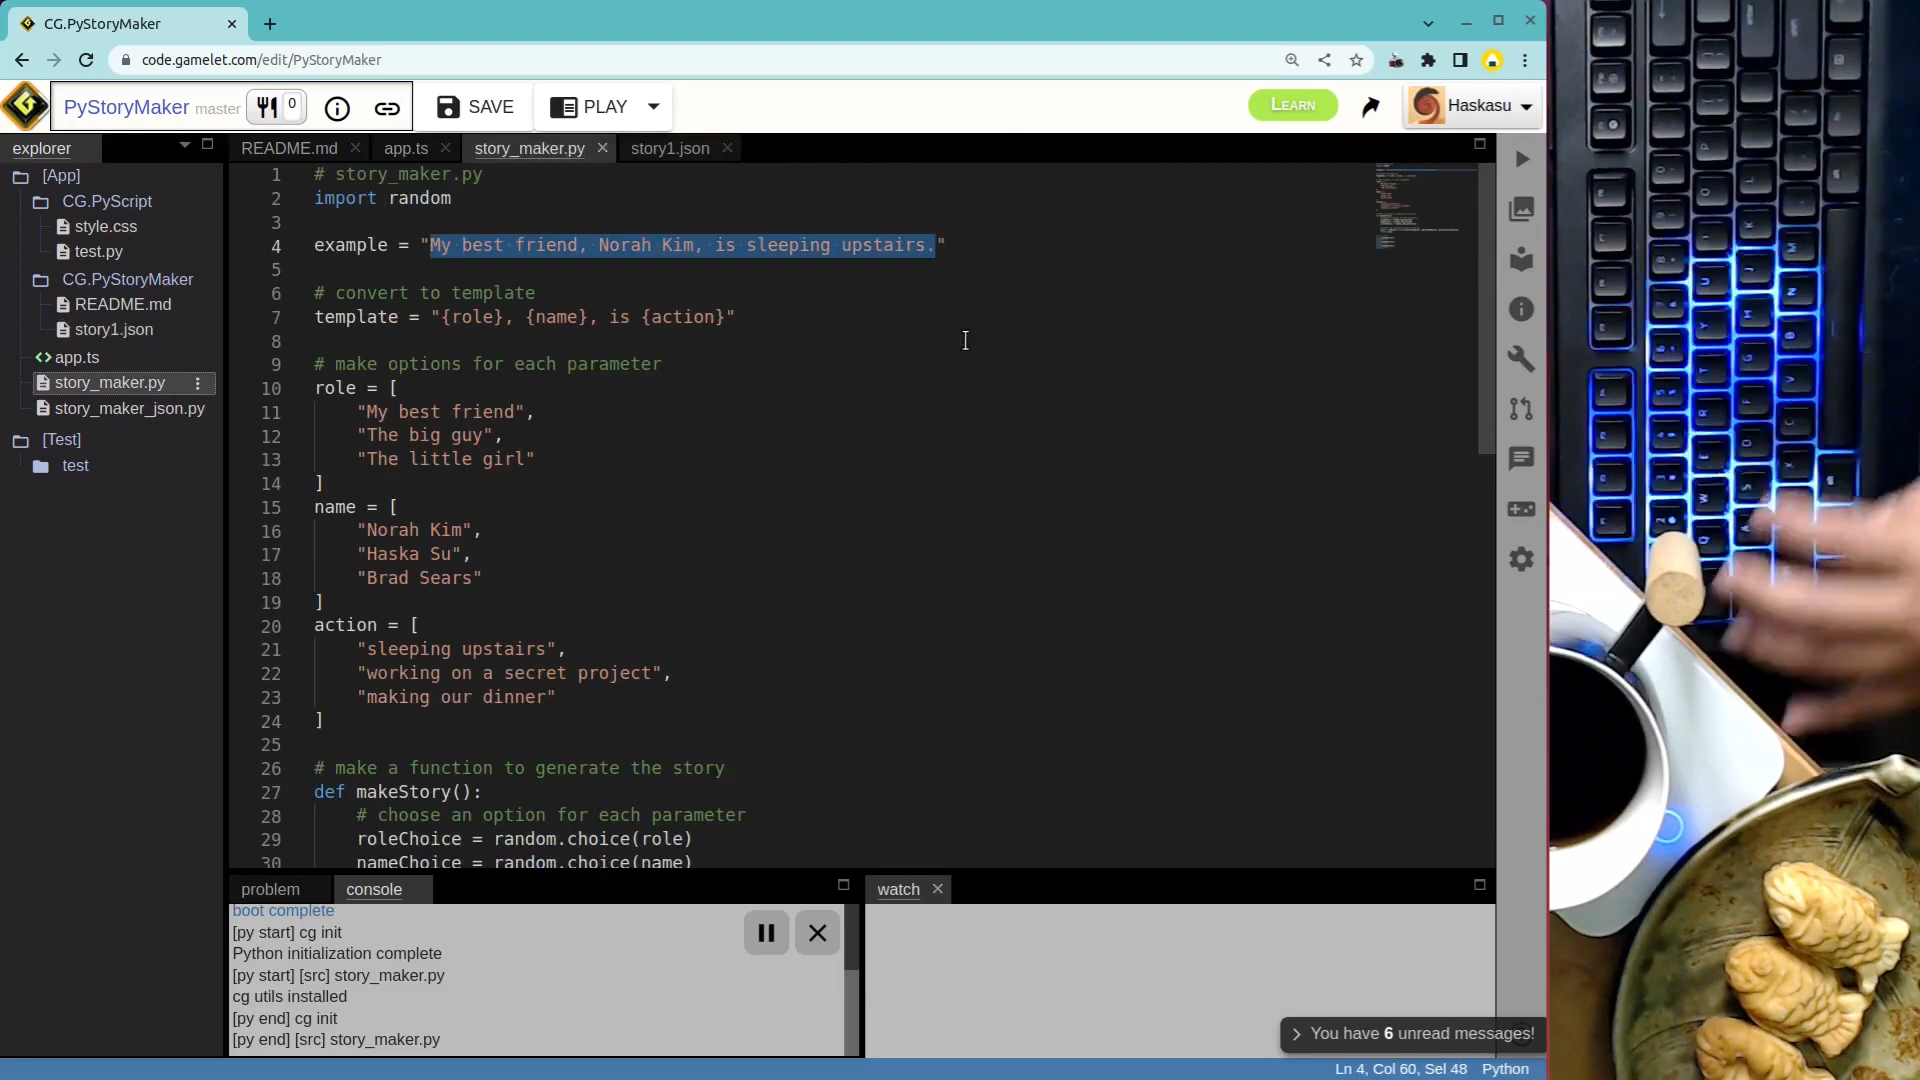 CG.PyStoryMaker
code.gamelet.com/edit/PyStoryMaker
PyStoryMaker master 0 SAVE PLAY LEARN Haskasu
explorer
README.md app.ts story_maker.py story1.json
[App]
CG.PyScript
style.css
test.py
CG.PyStoryMaker
README.md
story1.json
app.ts
story_maker.py
story_maker_json.py
[Test]
test
1 # story_maker.py
2 import random
3
4 example = "My best friend, Norah Kim, is sleeping upstairs."
5
6 # convert to template
7 template = "{role}, {name}, is {action}"
8
9 # make options for each parameter
10 role = [
11 "My best friend",
12 "The big guy",
13 "The little girl"
14 ]
15 name = [
16 "Norah Kim",
17 "Haska Su",
18 "Brad Sears"
19 ]
20 action = [
21 "sleeping upstairs",
22 "working on a secret project",
23 "making our dinner"
24 ]
25
26 # make a function to generate the story
27 def makeStory():
28 # choose an option for each parameter
29 roleChoice = random.choice(role)
30 nameChoice = random.choice(name)
problem console
watch
boot complete
[py start] cg init
Python initialization complete
[py start] [src] story_maker.py
cg utils installed
[py end] cg init
[py end] [src] story_maker.py
You have 6 unread messages!
Ln 4, Col 60, Sel 48 Python